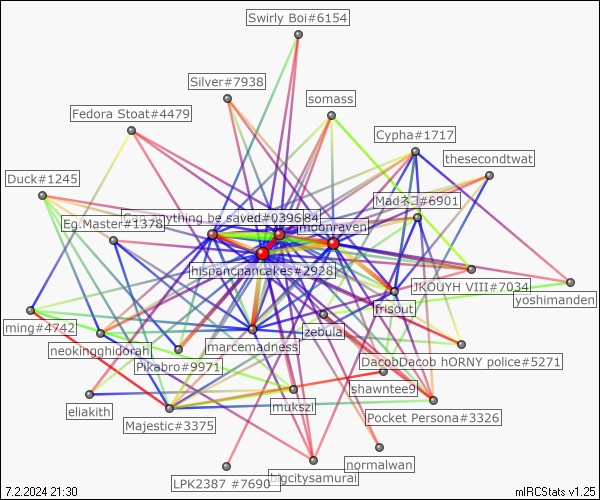 Swirly Boi#6154
Silver#7938
somass
Fedora Stoat#4479
Cypha#1717
thesecondtwat
Duck#1245
Madネコ#6901
Eg.Master#1378
ything be saved#0396
84
moonraven
hispancpancakes#2928
JKOUYH VIII#7034
yoshimanden
frisout
ming#4742
zebula
neokingghidorah
marcemadness
Pikabro#9971
DacobDacob hORNY police#5271
shawntee9
eliakith
mukszi
Majestic#3375
Pocket Persona#3326
normalwan
LPK2387 #7690
bigcitysamurai
7.2.2024 21:30
mIRCStats v1.25